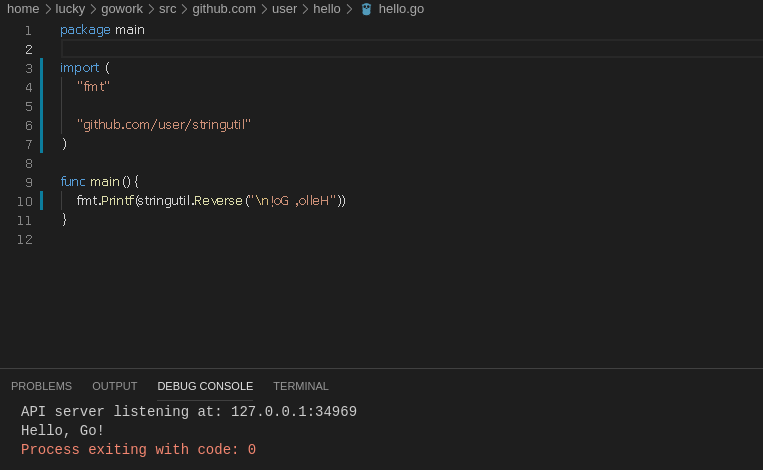 home > lucky > gowork > src > github.com > user > hello > hello.go
1 package main
2
3 import (
4 "fmt"
5
6 "github.com/user/stringutil"
7 )
8
9 func main() {
10 fmt.Printf(stringutil.Reverse("\n!oG ,olleH"))
11 }
12
PROBLEMS OUTPUT DEBUG CONSOLE TERMINAL
API server listening at: 127.0.0.1:34969
Hello, Go!
Process exiting with code: 0